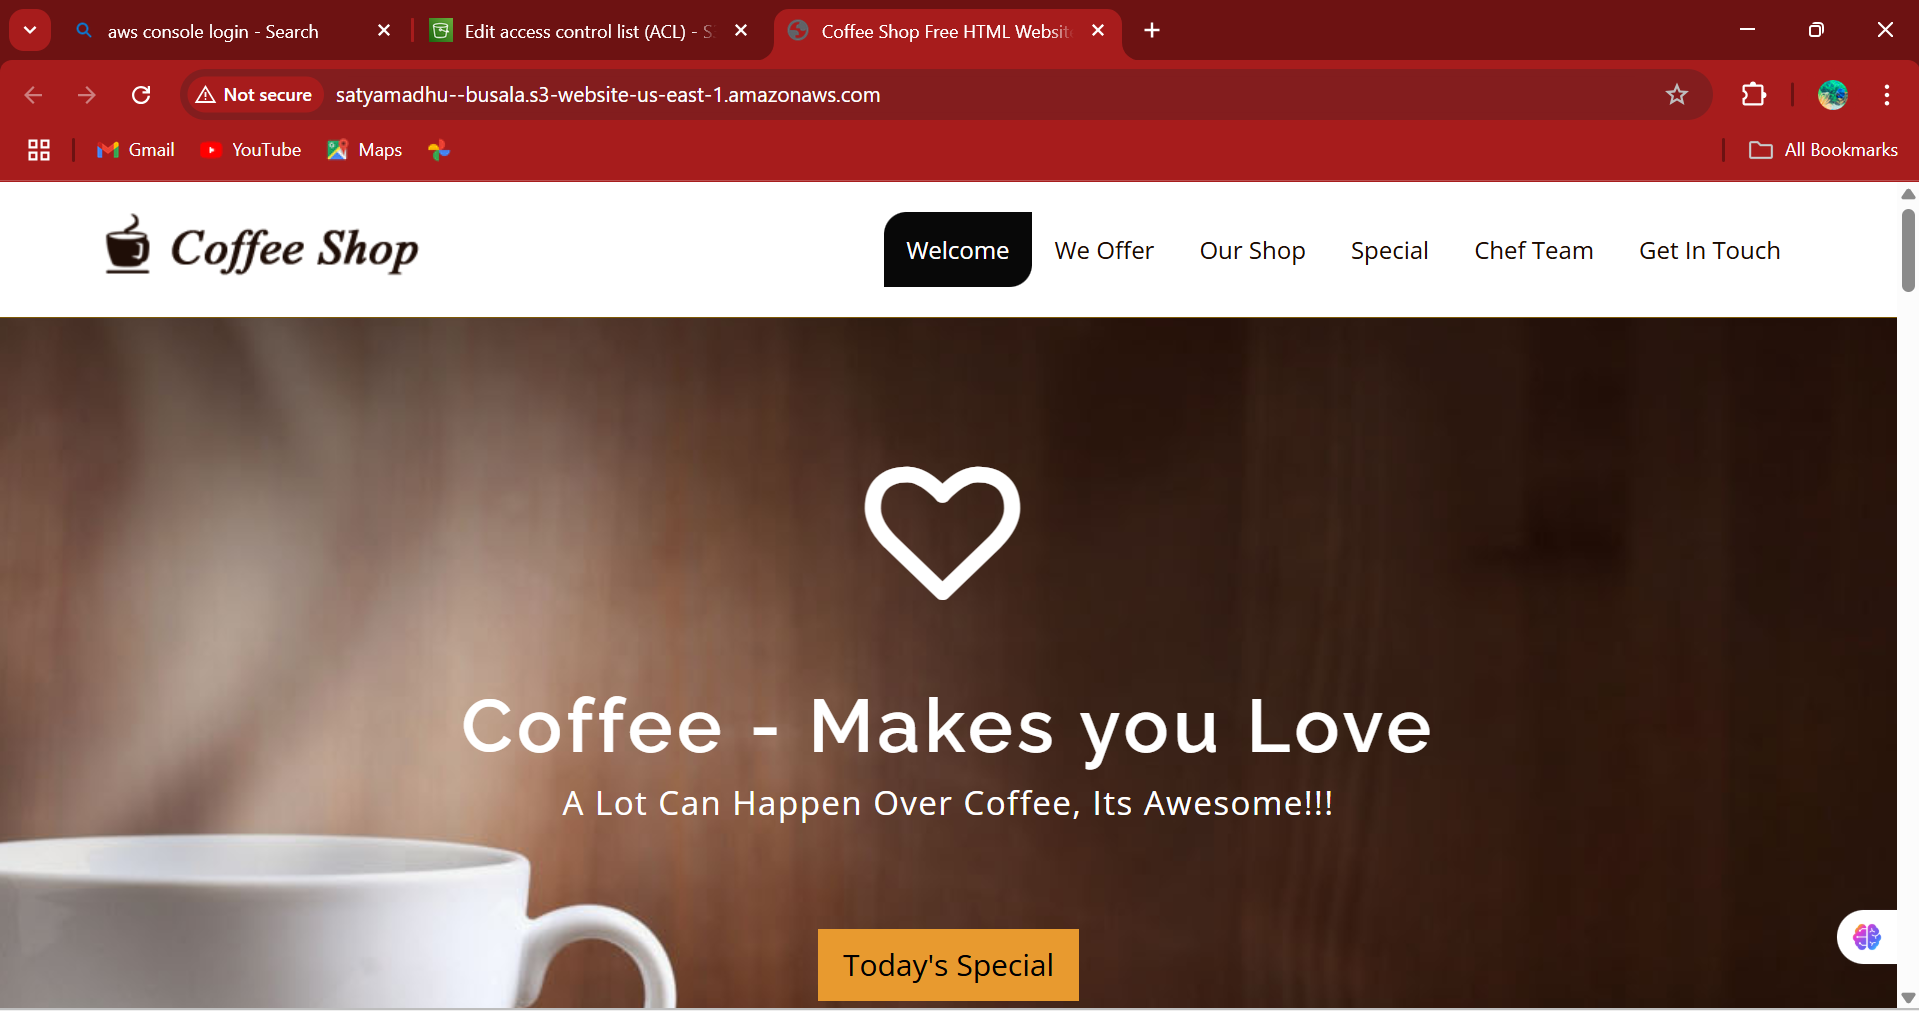 aws console login - Search
Edit access control list (ACL) - S
Coffee Shop Free HTML Websit
Not secure
satyamadhu--busala.s3-website-us-east-1.amazonaws.com
Gmail
YouTube
Maps
All Bookmarks
Coffee Shop
Welcome
We Offer
Our Shop
Special
Chef Team
Get In Touch
Coffee - Makes you Love
A Lot Can Happen Over Coffee, Its Awesome!!!
Today's Special